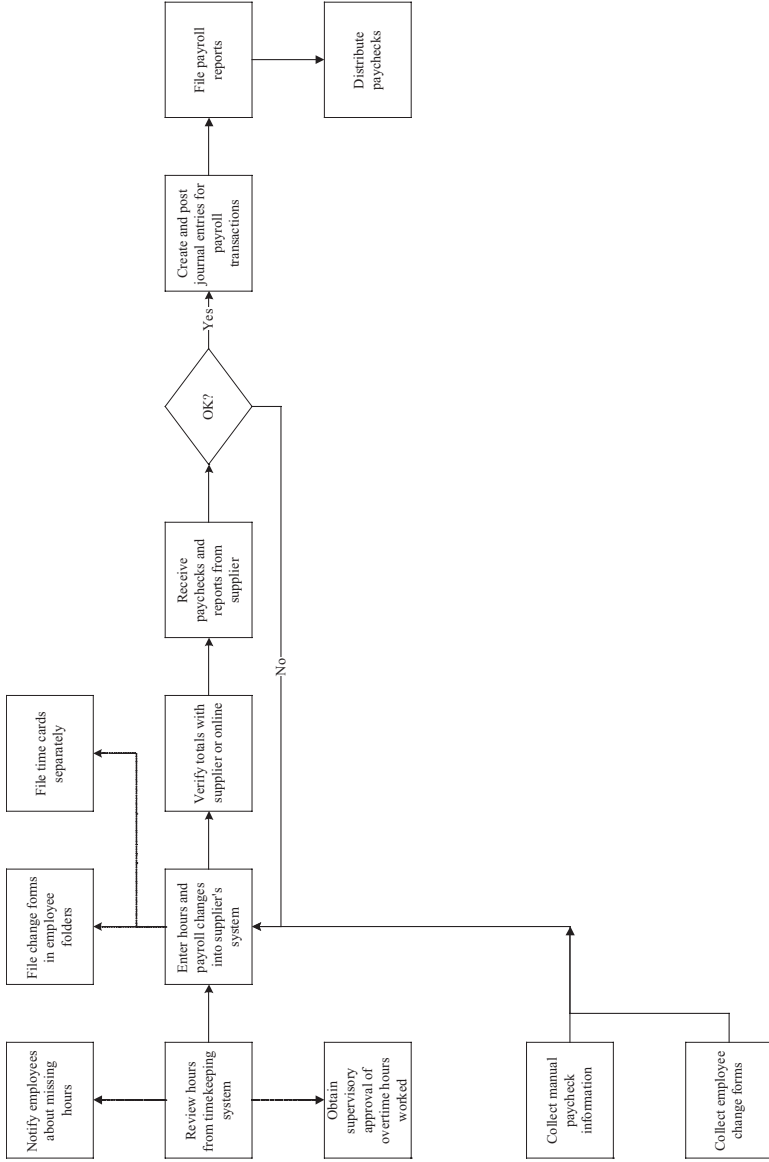 Notify employees
about missing
hours
Review hours
from timekeeping
system
Obtain
supervisory
approval of
overtime hours
worked
Collect manual
paycheck
information
Collect employee
change forms
File change forms
in employee
folders
Enter hours and
payroll changes
into supplier's
system
File time cards
separately
Verify totals with
supplier or online
Receive
paychecks and
reports from
supplier
No
OK?
Yes
Create and post
journal entries for
payroll
transactions
File payroll
reports
Distribute
paychecks